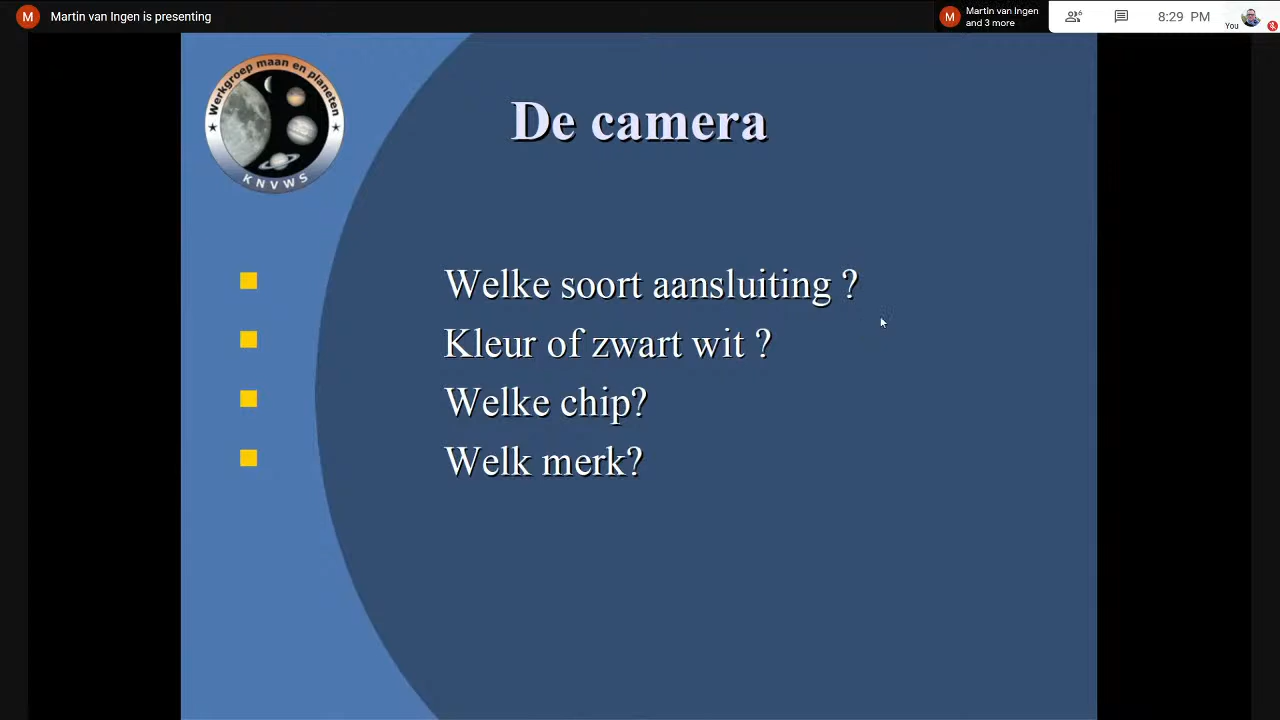 Martin van Ingen is presenting
M
M
Martin van Ingen
and 3 more
6
8:29 PM
You
Werkgroep maan en planeten
KNVWS
De camera
Welke soort aansluiting ?
Kleur of zwart wit ?
Welke chip?
Welk merk?